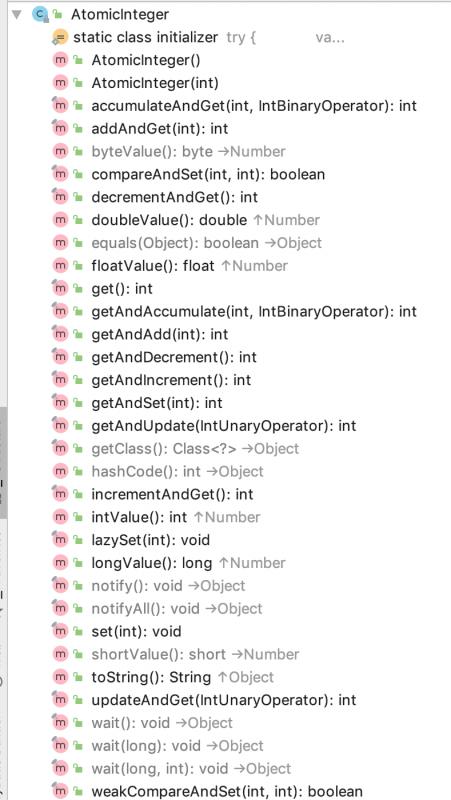 AtomicInteger
static class initializer try { va...
AtomicInteger()
AtomicInteger(int)
accumulateAndGet(int, IntBinaryOperator): int
addAndGet(int): int
byteValue(): byte →Number
compareAndSet(int, int): boolean
decrementAndGet(): int
doubleValue(): double ↑Number
equals(Object): boolean →Object
floatValue(): float ↑Number
get(): int
getAndAccumulate(int, IntBinaryOperator): int
getAndAdd(int): int
getAndDecrement(): int
getAndIncrement(): int
getAndSet(int): int
getAndUpdate(IntUnaryOperator): int
getClass(): Class<?> →Object
hashCode(): int →Object
incrementAndGet(): int
intValue(): int ↑Number
lazySet(int): void
longValue(): long ↑Number
notify(): void →Object
notifyAll(): void →Object
set(int): void
shortValue(): short →Number
toString(): String ↑Object
updateAndGet(IntUnaryOperator): int
wait(): void →Object
wait(long): void →Object
wait(long, int): void →Object
weakCompareAndSet(int, int): boolean